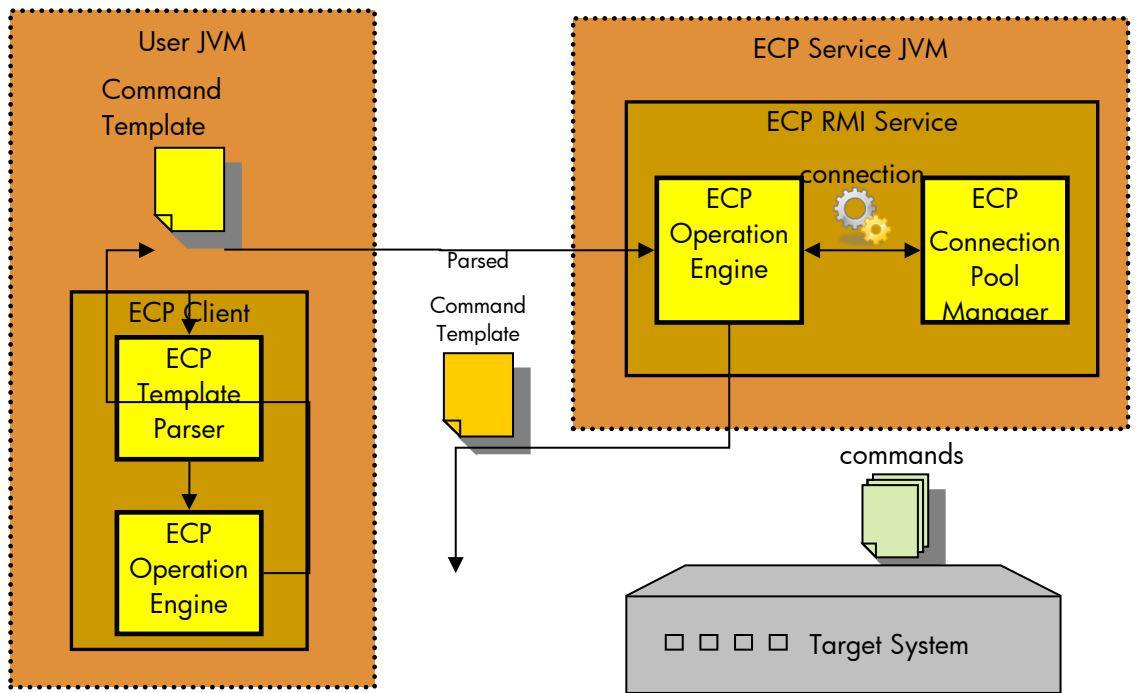 User JVM
Command
Template
ECP Client
ECP
Template
Parser
ECP
Operation
Engine
Parsed
Command
Template
ECP Service JVM
ECP RMI Service
connection
ECP
Operation
Engine
ECP
Connection
Pool
Manager
commands
Target System